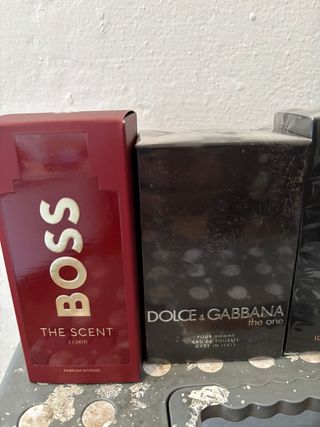 BOSS
THE SCENT
ELIXIR
PARFUM INTENSE
DOLCE & GABBANA
the one
POUR HOMME
EAU DE TOILETTE
MADE IN ITALY